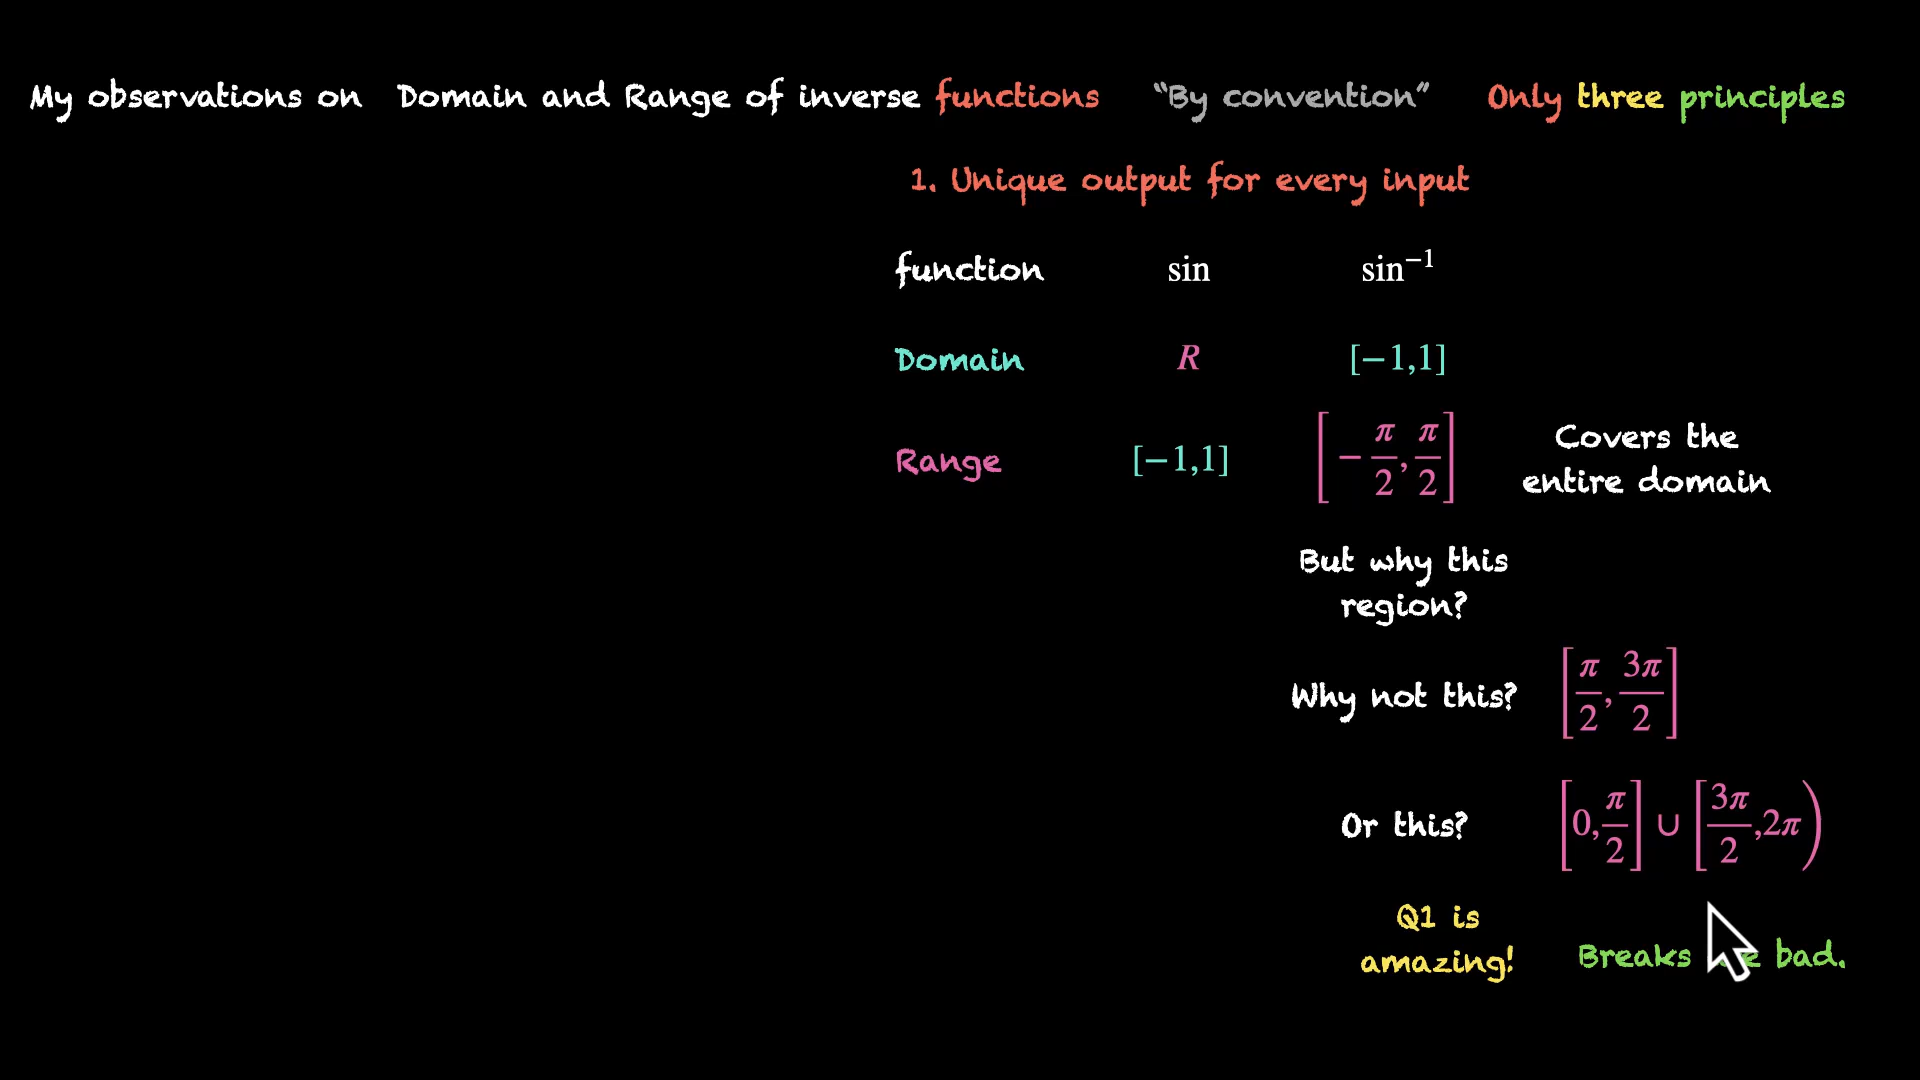 My observations on Domain and Range of inverse functions “By convention” Only three principles
1. Unique output for every input
function sin sin⁻¹
Domain R [−1,1]
Range [−1,1] [−π/2, π/2]
Covers the
entire domain
But why this
region?
Why not this? [π/2, 3π/2]
Or this? [0, π/2] ∪ [3π/2, 2π)
Q1 is
amazing!
Breaks bad.